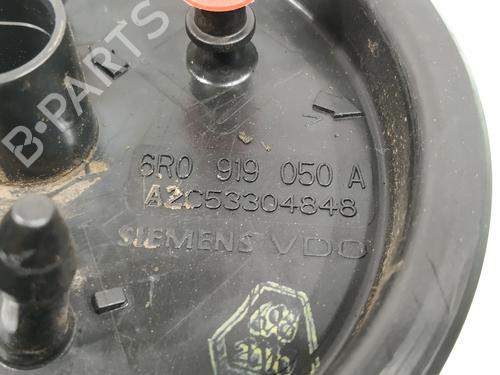 B-PARTS
6R0 919 050 A
A2C53304848
SIEMENS VDO